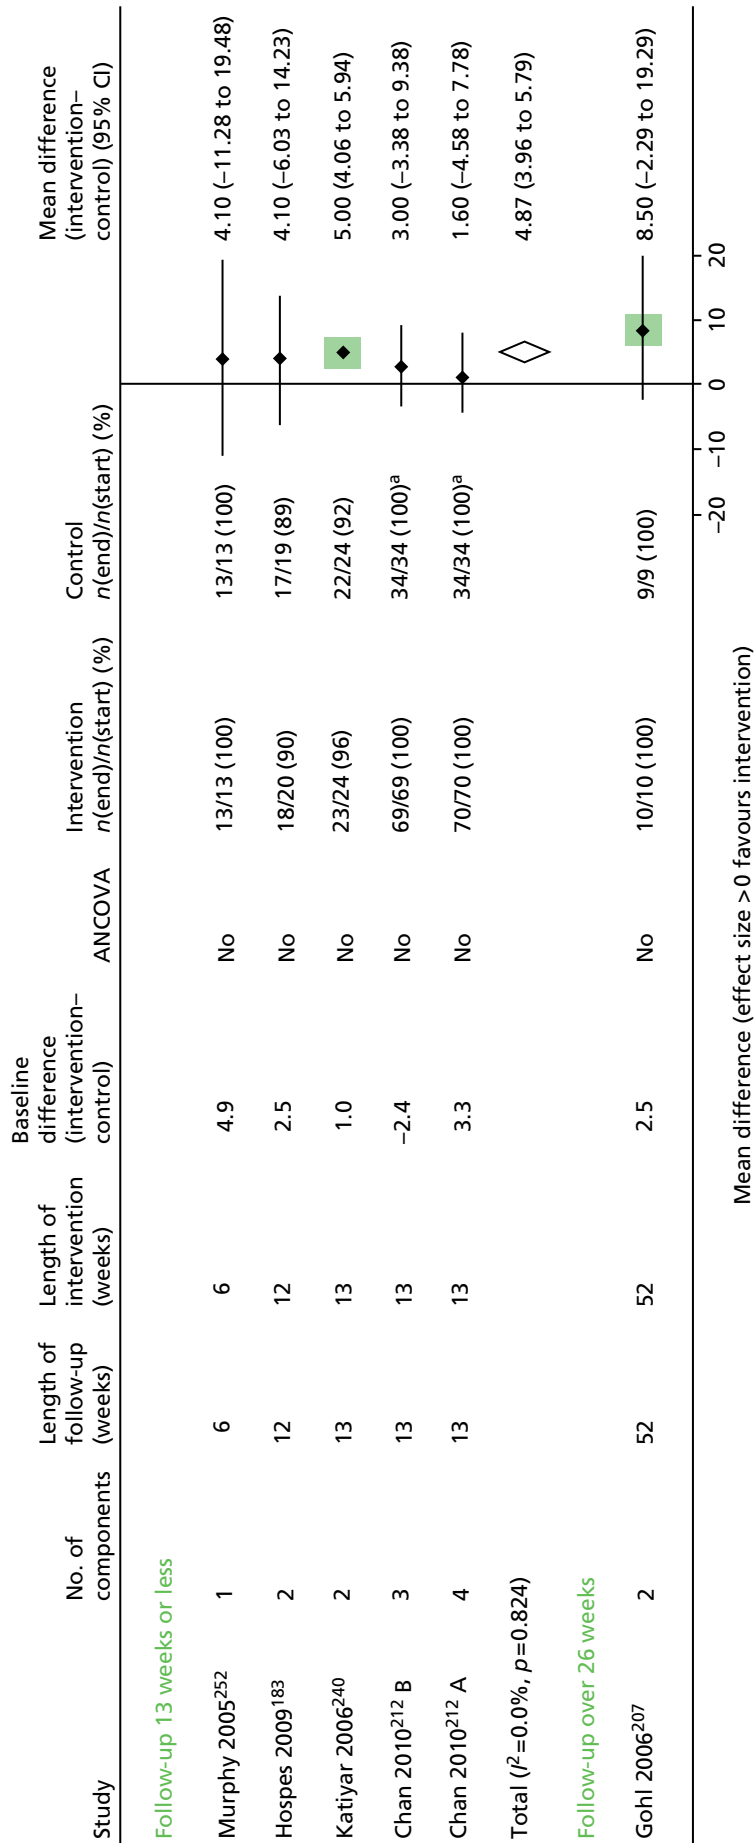 Study
No. of
components
Length of
follow-up
(weeks)
Length of
intervention
(weeks)
Baseline
difference
(intervention–
control)
ANCOVA
Intervention
n(end)/n(start) (%)
Control
n(end)/n(start) (%)
Mean difference
(intervention–
control) (95% CI)
Follow-up 13 weeks or less
Murphy 2005252 1 6 6 4.9 No 13/13 (100) 13/13 (100) 4.10 (−11.28 to 19.48)
Hospes 2009183 2 12 12 2.5 No 18/20 (90) 17/19 (89) 4.10 (−6.03 to 14.23)
Katiyar 2006240 2 13 13 1.0 No 23/24 (96) 22/24 (92) 5.00 (4.06 to 5.94)
Chan 2010212 B 3 13 13 −2.4 No 69/69 (100) 34/34 (100)a 3.00 (−3.38 to 9.38)
Chan 2010212 A 4 13 13 3.3 No 70/70 (100) 34/34 (100)a 1.60 (−4.58 to 7.78)
Total (I2=0.0%, p=0.824) 4.87 (3.96 to 5.79)
Follow-up over 26 weeks
Gohl 2006207 2 52 52 2.5 No 10/10 (100) 9/9 (100) 8.50 (−2.29 to 19.29)
−20 −10 0 10 20
Mean difference (effect size >0 favours intervention)